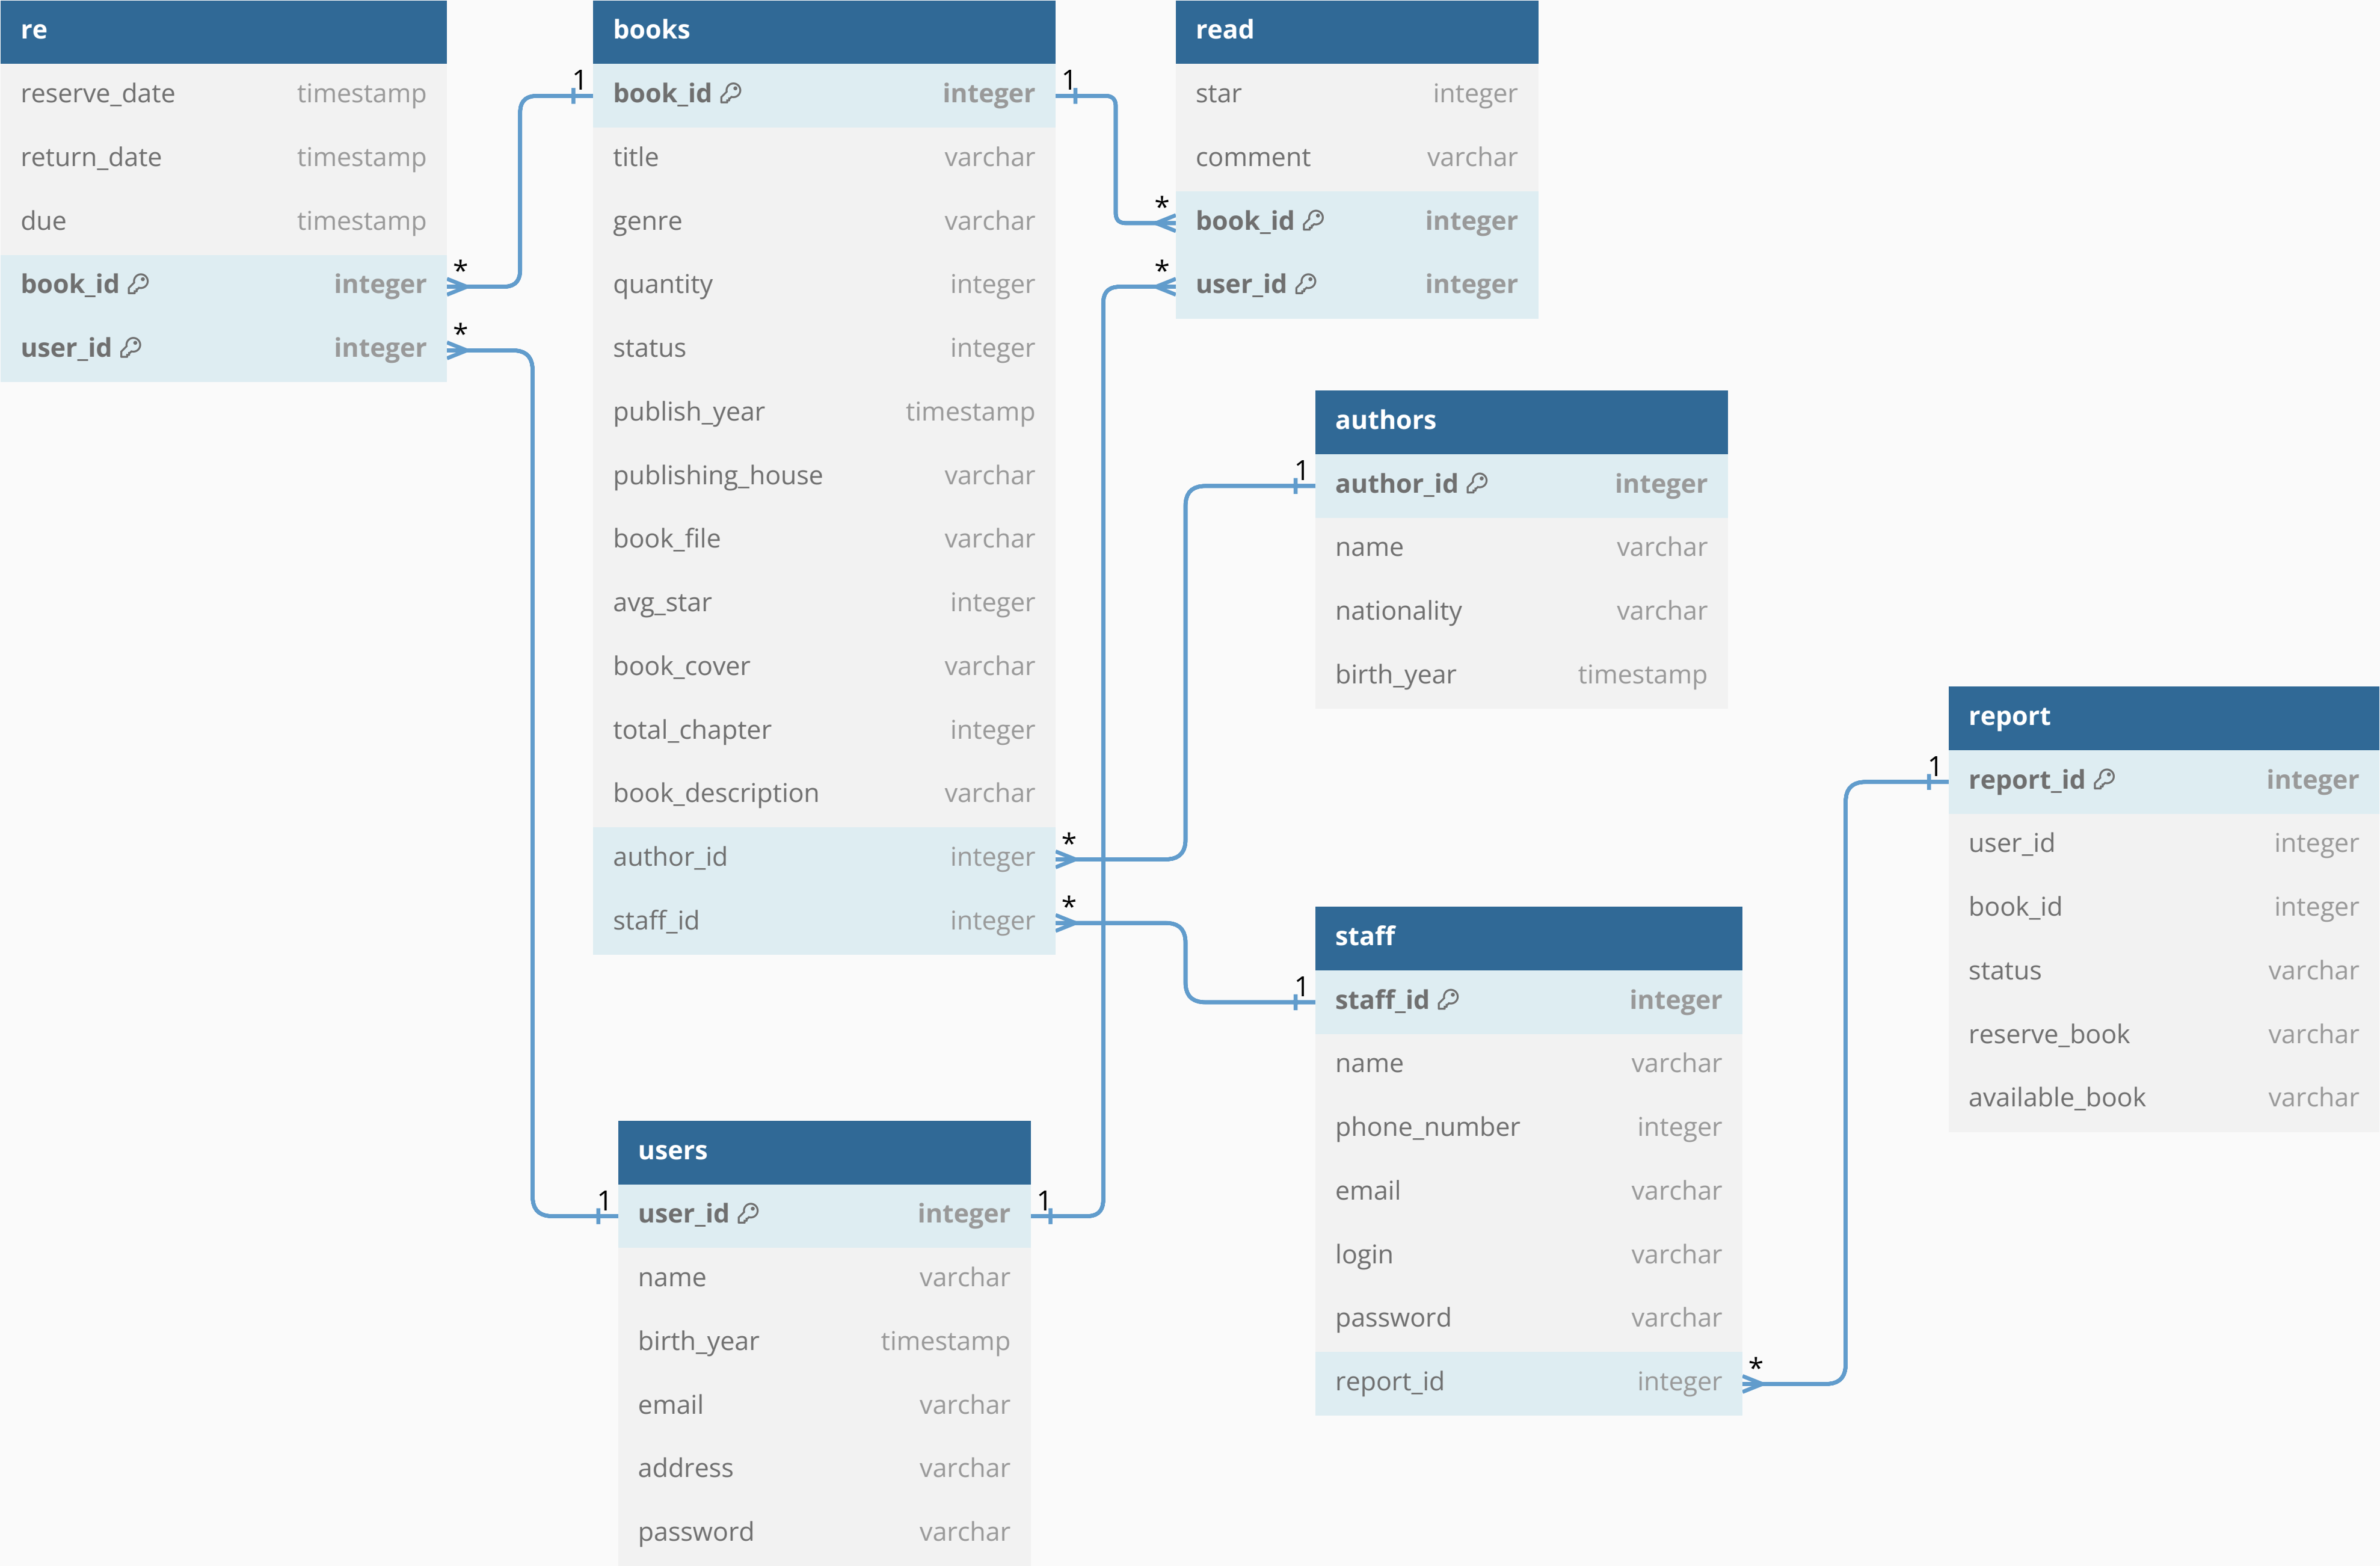 re
reserve_date timestamp
return_date timestamp
due timestamp
book_id integer
user_id integer
1
*
*
books
book_id integer
title varchar
genre varchar
quantity integer
status integer
publish_year timestamp
publishing_house varchar
book_file varchar
avg_star integer
book_cover varchar
total_chapter integer
book_description varchar
author_id integer
staff_id integer
1
*
*
read
star integer
comment varchar
book_id integer
user_id integer
*
*
authors
author_id integer
name varchar
nationality varchar
birth_year timestamp
1
report
report_id integer
user_id integer
book_id integer
status varchar
reserve_book varchar
available_book varchar
1
staff
staff_id integer
name varchar
phone_number integer
email varchar
login varchar
password varchar
report_id integer
1
*
users
user_id integer
name varchar
birth_year timestamp
email varchar
address varchar
password varchar
1
1